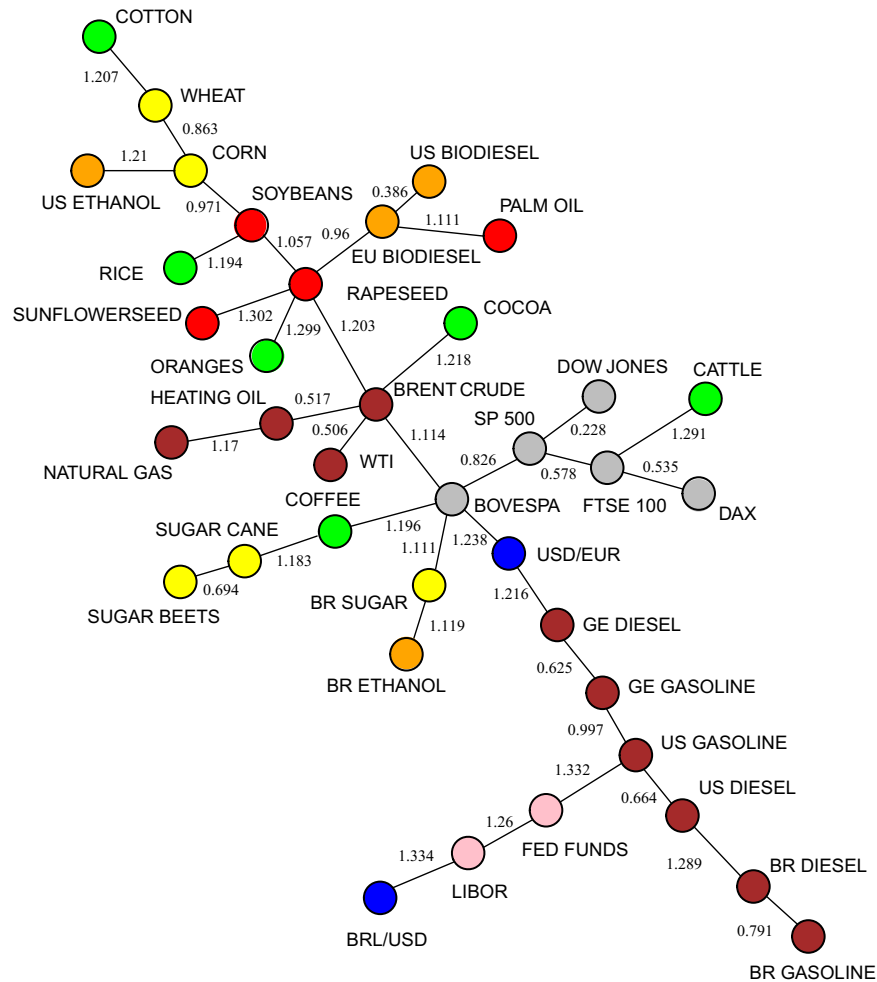 COTTON
1.207
WHEAT
0.863
1.21
CORN
US BIODIESEL
US ETHANOL
SOYBEANS
0.386
0.971
1.111
PALM OIL
1.057
0.96
EU BIODIESEL
RICE
1.194
RAPESEED
COCOA
SUNFLOWERSEED
1.302
1.299
1.203
ORANGES
1.218
DOW JONES
CATTLE
HEATING OIL
0.517
BRENT CRUDE
SP 500
0.506
1.114
0.228
1.291
1.17
NATURAL GAS
WTI
0.826
0.578
0.535
COFFEE
BOVESPA
FTSE 100
DAX
SUGAR CANE
1.196
1.238
1.111
USD/EUR
1.183
0.694
SUGAR BEETS
BR SUGAR
1.216
1.119
GE DIESEL
BR ETHANOL
0.625
GE GASOLINE
0.997
US GASOLINE
1.332
0.664
US DIESEL
1.26
FED FUNDS
1.334
1.289
BR DIESEL
LIBOR
BRL/USD
0.791
BR GASOLINE